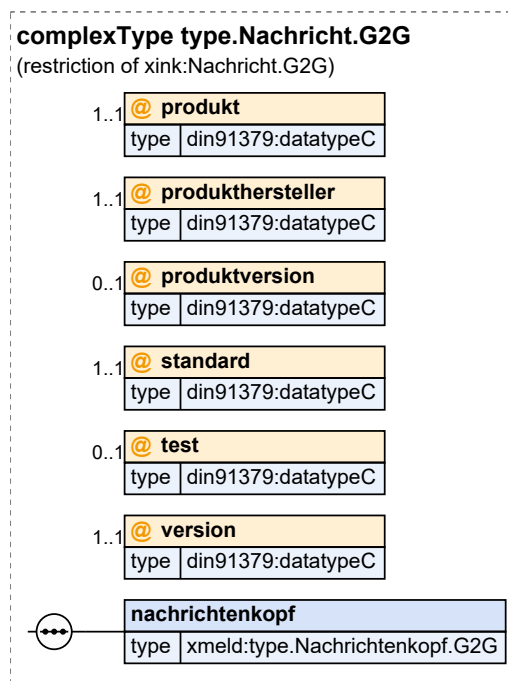 complexType type.Nachricht.G2G
(restriction of xink:Nachricht.G2G)
1..1 @ produkt
type din91379:datatypeC
1..1 @ produkthersteller
type din91379:datatypeC
0..1 @ produktversion
type din91379:datatypeC
1..1 @ standard
type din91379:datatypeC
0..1 @ test
type din91379:datatypeC
1..1 @ version
type din91379:datatypeC
nachrichtenkopf
type xmeld:type.Nachrichtenkopf.G2G